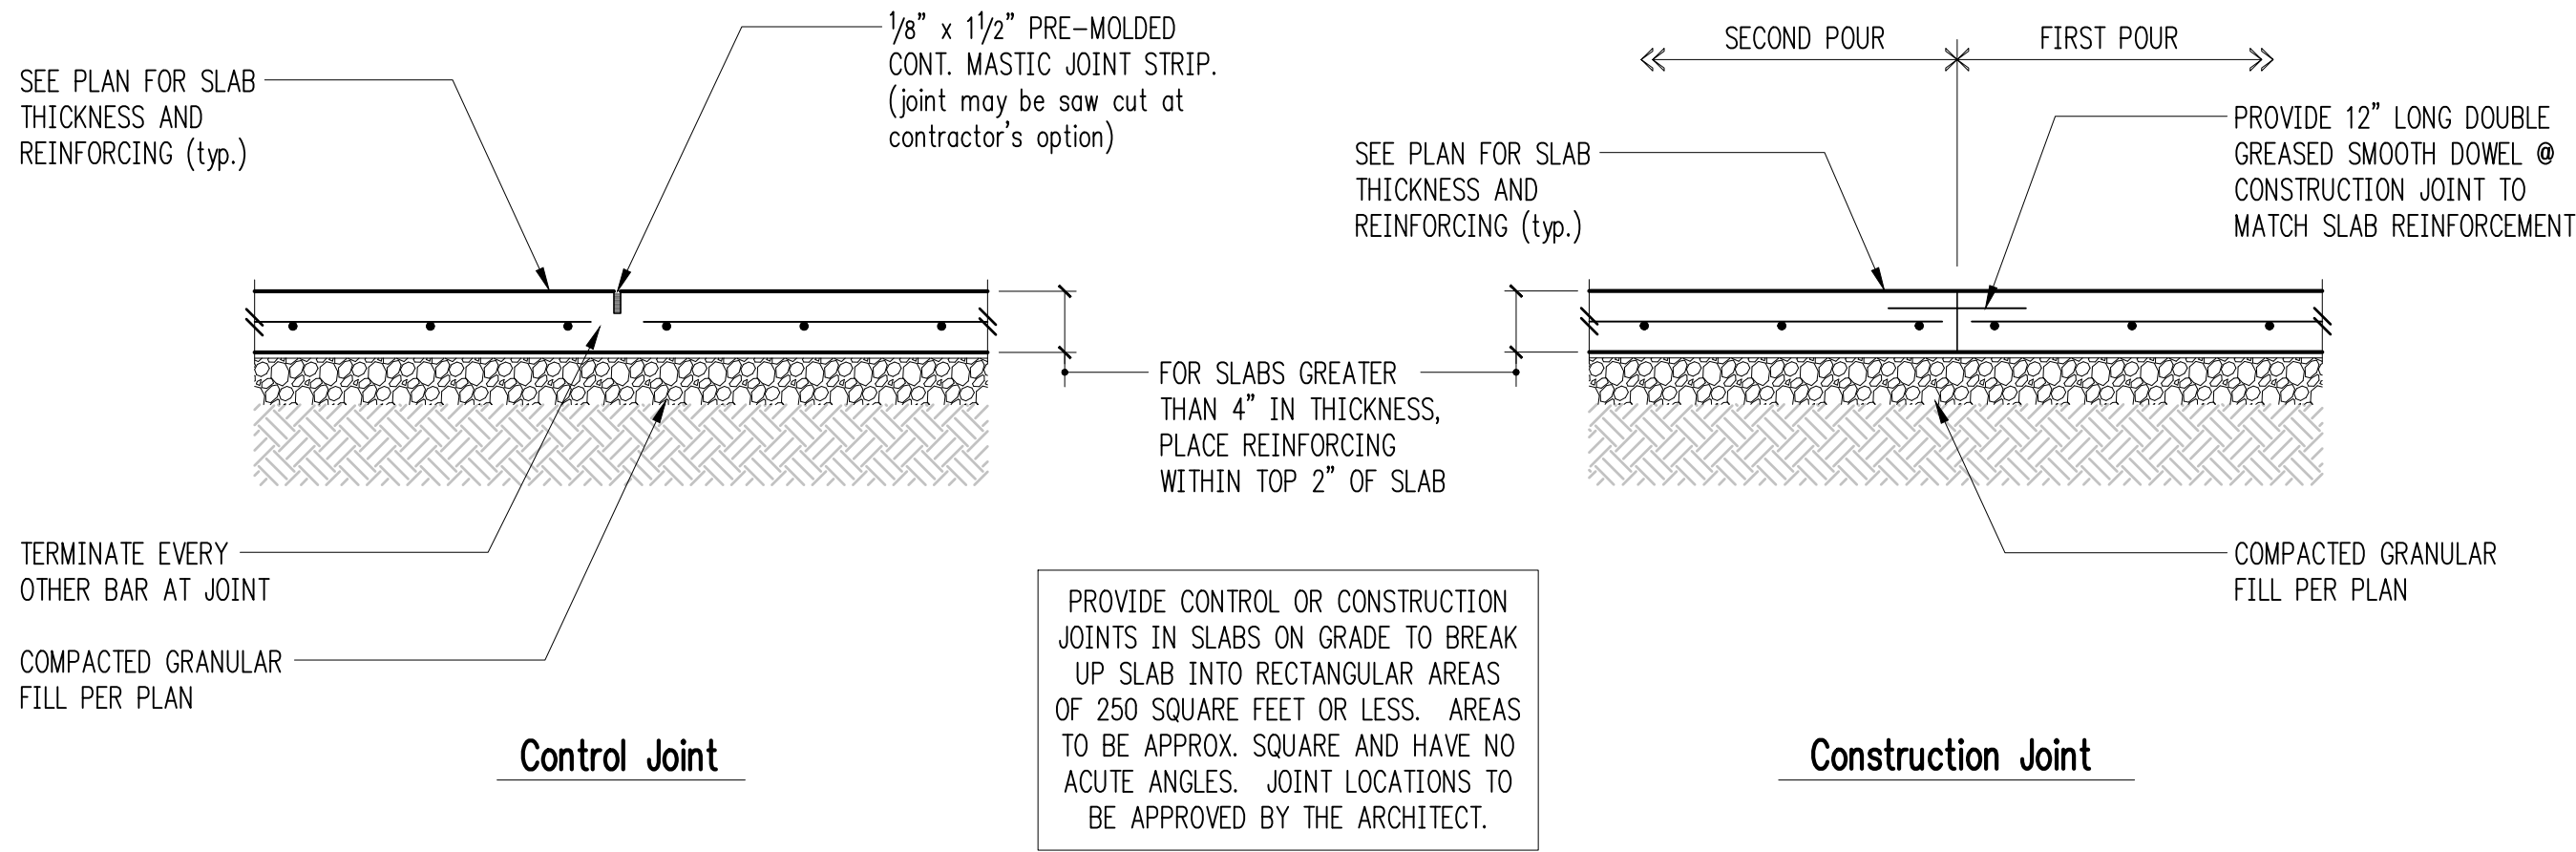 SEE PLAN FOR SLAB
THICKNESS AND
REINFORCING (typ.)
1/8" x 1 1/2" PRE-MOLDED
CONT. MASTIC JOINT STRIP.
(joint may be saw cut at
contractor's option)
TERMINATE EVERY
OTHER BAR AT JOINT
COMPACTED GRANULAR
FILL PER PLAN
Control Joint
FOR SLABS GREATER
THAN 4" IN THICKNESS,
PLACE REINFORCING
WITHIN TOP 2" OF SLAB
PROVIDE CONTROL OR CONSTRUCTION
JOINTS IN SLABS ON GRADE TO BREAK
UP SLAB INTO RECTANGULAR AREAS
OF 250 SQUARE FEET OR LESS. AREAS
TO BE APPROX. SQUARE AND HAVE NO
ACUTE ANGLES. JOINT LOCATIONS TO
BE APPROVED BY THE ARCHITECT.
SECOND POUR
FIRST POUR
SEE PLAN FOR SLAB
THICKNESS AND
REINFORCING (typ.)
PROVIDE 12" LONG DOUBLE
GREASED SMOOTH DOWEL @
CONSTRUCTION JOINT TO
MATCH SLAB REINFORCEMENT
COMPACTED GRANULAR
FILL PER PLAN
Construction Joint